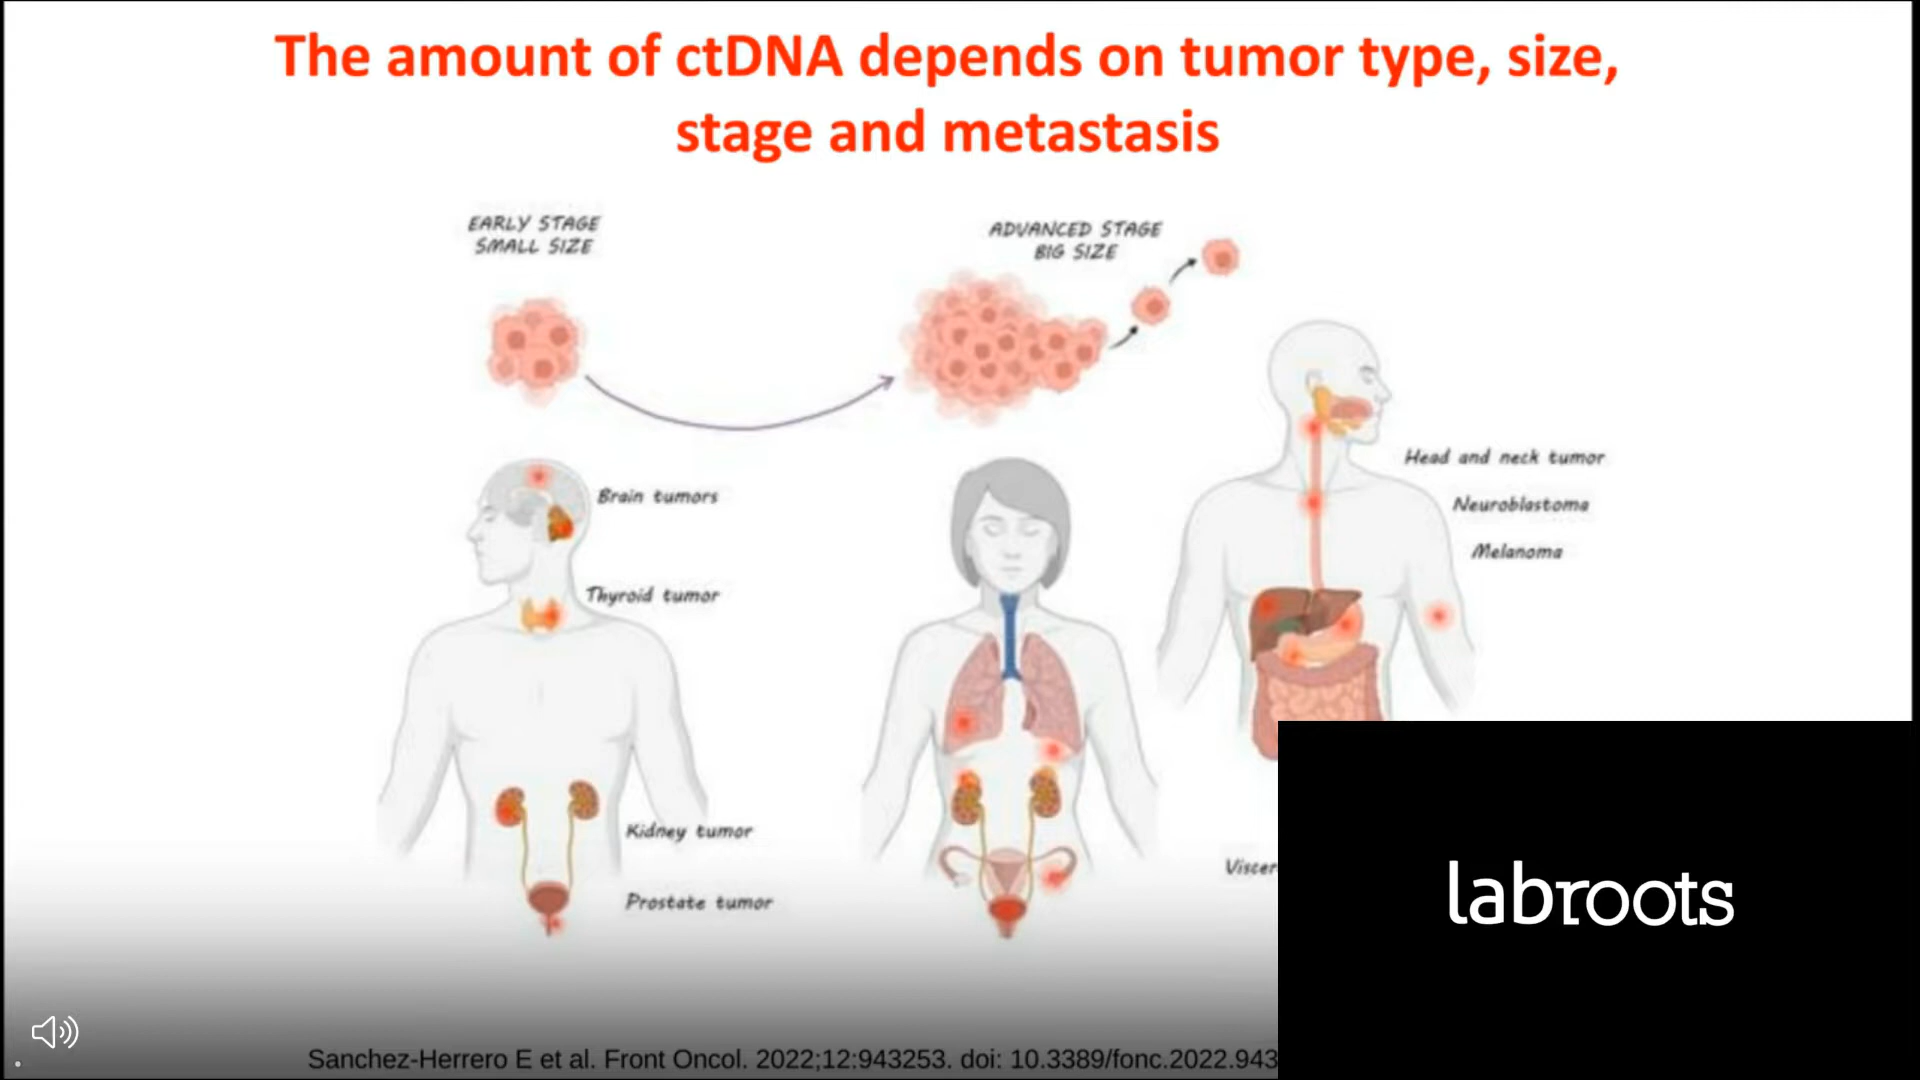 The amount of ctDNA depends on tumor type, size,
stage and metastasis
EARLY STAGE
SMALL SIZE
ADVANCED STAGE
BIG SIZE
Brain tumors
Thyroid tumor
Kidney tumor
Prostate tumor
Head and neck tumor
Neuroblastoma
Melanoma
Viscer
labroots
Sanchez-Herrero E et al. Front Oncol. 2022;12:943253. doi: 10.3389/fonc.2022.943